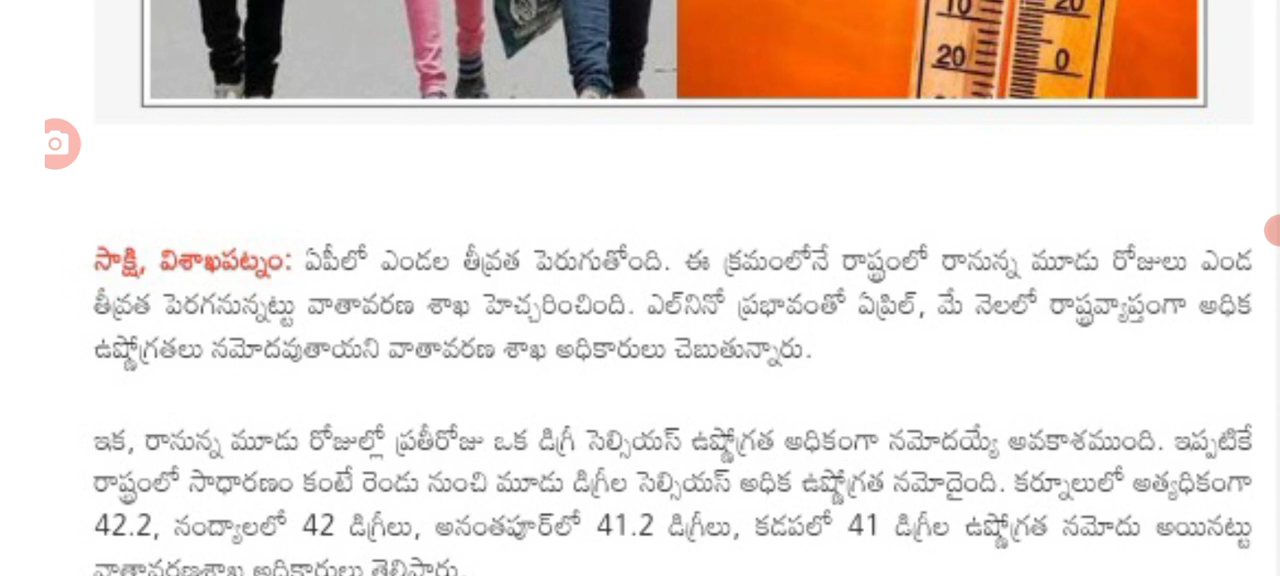 10
20
20
0
సాక్షి, విశాఖపట్నం: ఏపీలో ఎండల తీవ్రత పెరుగుతోంది. ఈ క్రమంలోనే రాష్ట్రంలో రానున్న మూడు రోజులు ఎండ
తీవ్రత పెరగనున్నట్టు వాతావరణ శాఖ హెచ్చరించింది. ఎల్‌నినో ప్రభావంతో ఏప్రిల్, మే నెలలో రాష్ట్రవ్యాప్తంగా అధిక
ఉష్ణోగ్రతలు నమోదవుతాయని వాతావరణ శాఖ అధికారులు చెబుతున్నారు.
ఇక, రానున్న మూడు రోజుల్లో ప్రతీరోజు ఒక డిగ్రీ సెల్సియస్ ఉష్ణోగ్రత అధికంగా నమోదయ్యే అవకాశముంది. ఇప్పటికే
రాష్ట్రంలో సాధారణం కంటే రెండు నుంచి మూడు డిగ్రీల సెల్సియస్ అధిక ఉష్ణోగ్రత నమోదైంది. కర్నూలులో అత్యధికంగా
42.2, నంద్యాలలో 42 డిగ్రీలు, అనంతపూర్‌లో 41.2 డిగ్రీలు, కడపలో 41 డిగ్రీల ఉష్ణోగ్రత నమోదు అయినట్టు
వాతావరణశాఖ అధికారులు తెలిపారు.